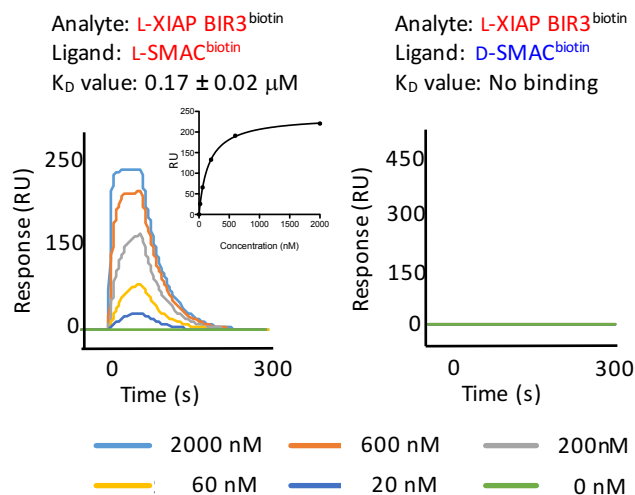 Analyte: L-XIAP BIR3biotin
Ligand: L-SMACbiotin
KD value: 0.17 ± 0.02 μM
Analyte: L-XIAP BIR3biotin
Ligand: D-SMACbiotin
KD value: No binding
Response (RU)
250
150
0
0
300
Time (s)
RU
250
200
150
100
50
0
0
500
1000
1500
2000
Concentration (nM)
Response (RU)
450
300
150
0
0
300
Time (s)
2000 nM
600 nM
200nM
60 nM
20 nM
0 nM